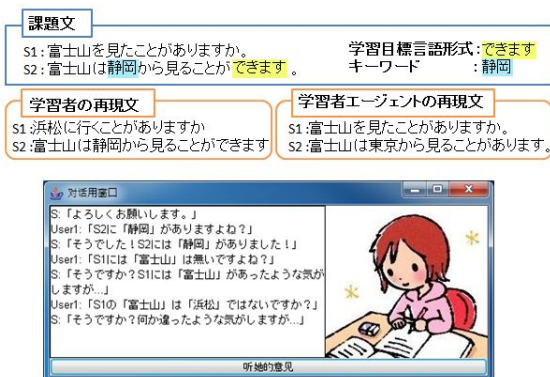 課題文
S1：富士山を見たことがありますか。
S2：富士山は静岡から見ることができます。
学習目標言語形式：できます
キーワード　　　　：静岡
学習者の再現文
S1：浜松に行くことがありますか
S2：富士山は静岡から見ることができます
学習者エージェントの再現文
S1：富士山を見たことがありますか。
S2：富士山は東京から見ることがあります。
对话用窗口
S:「よろしくお願いします。」
User1:「S2に「静岡」がありますよね?」
S:「そうでした！S2には「静岡」がありました！」
User1:「S1には「富士山」は無いですよね?」
S:「そうですか?S1には「富士山」があったような気が
しますが...」
User1:「S1の「富士山」は「浜松」ではないですか?」
S:「そうですか?何か違ったような気がしますが...」
听她的意见